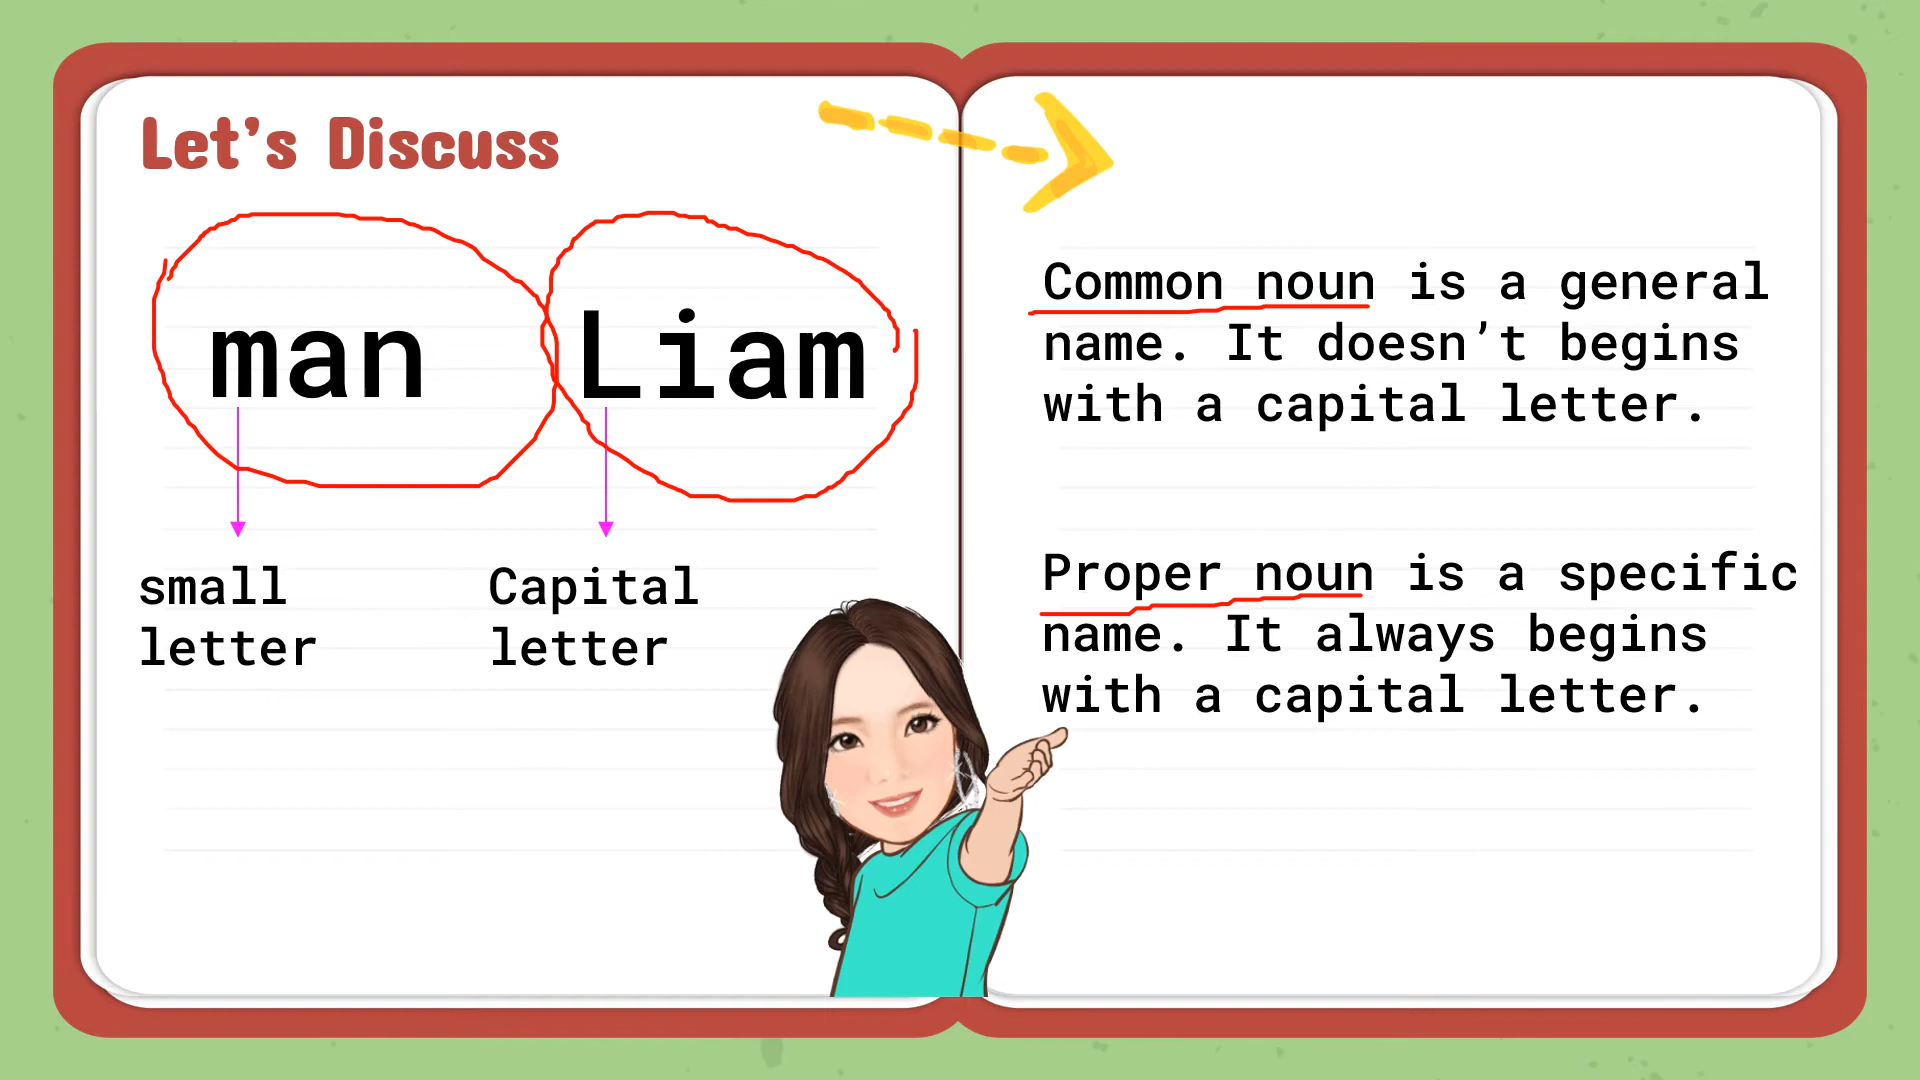 Let's Discuss
man Liam
small letter
Capital letter
Common noun is a general
name. It doesn't begins
with a capital letter.
Proper noun is a specific
name. It always begins
with a capital letter.